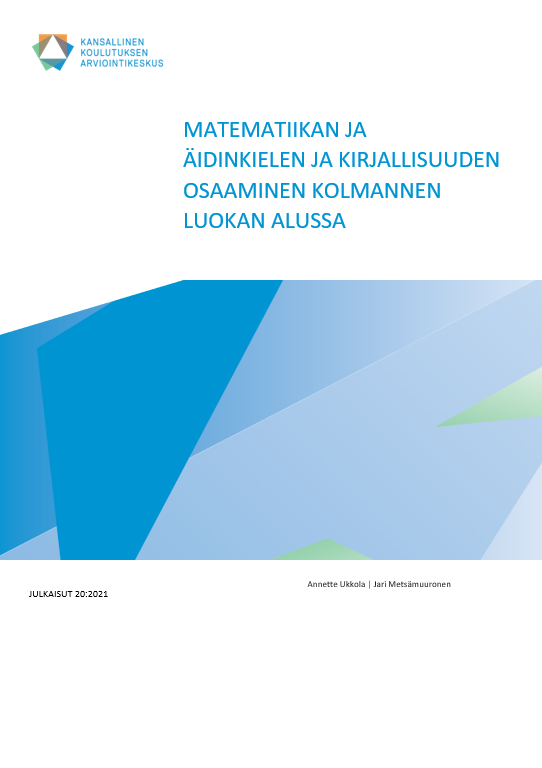 KANSALLINEN
KOULUTUKSEN
ARVIOINTIKESKUS
MATEMATIIKAN JA
ÄIDINKIELEN JA KIRJALLISUUDEN
OSAAMINEN KOLMANNEN
LUOKAN ALUSSA
Annette Ukkola | Jari Metsämuuronen
JULKAISUT 20:2021